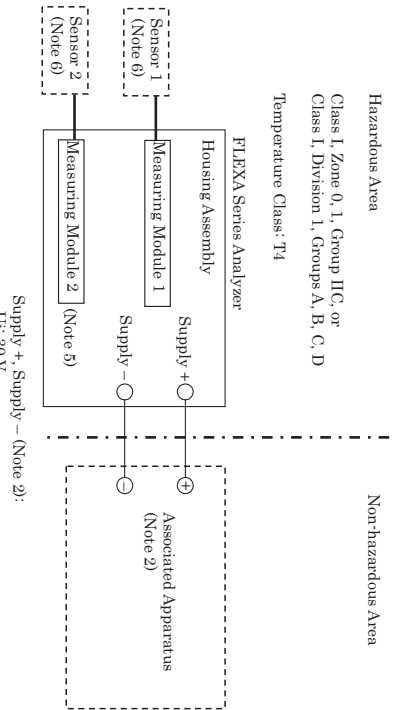 Hazardous Area
Non-hazardous Area
Class I, Zone 0, 1, Group IIC, or
Class I, Division 1, Groups A, B, C, D
Temperature Class: T4
FLEXA Series Analyzer
Housing Assembly
Sensor 1
(Note 6)
Measuring Module 1
Supply +
+
Associated Apparatus
(Note 2)
Sensor 2
(Note 6)
Measuring Module 2
(Note 5)
Supply –
–
Supply +, Supply – (Note 2):
Ui: 30 V